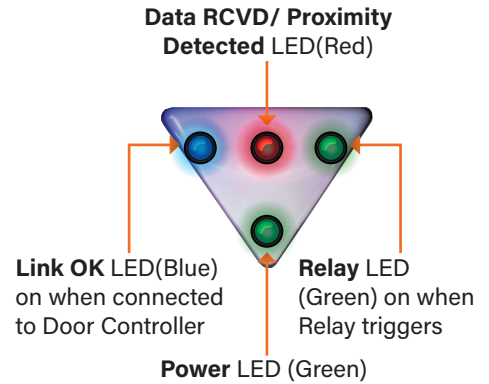 Data RCVD/ Proximity
Detected LED(Red)
Link OK LED(Blue)
on when connected
to Door Controller
Relay LED
(Green) on when
Relay triggers
Power LED (Green)